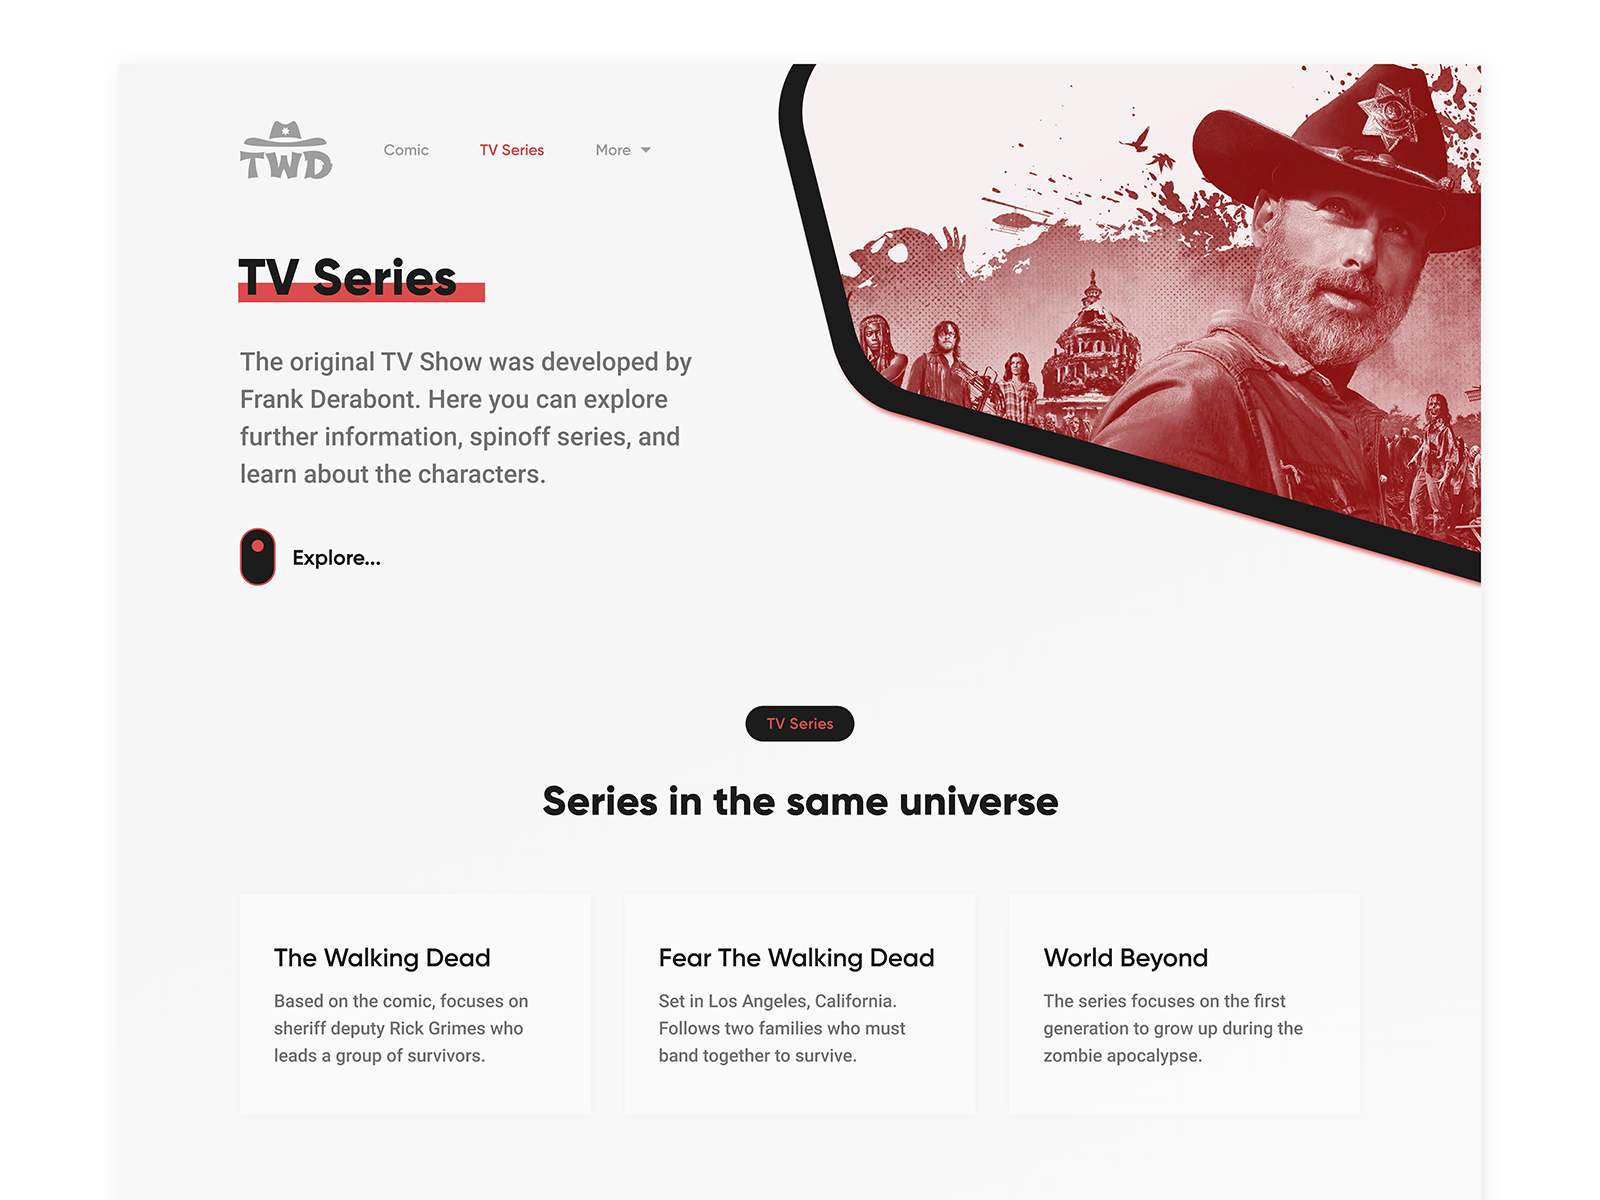 TWD
Comic
TV Series
More
TV Series
The original TV Show was developed by
Frank Derabont. Here you can explore
further information, spinoff series, and
learn about the characters.
Explore...
TV Series
Series in the same universe
The Walking Dead
Based on the comic, focuses on
sheriff deputy Rick Grimes who
leads a group of survivors.
Fear The Walking Dead
Set in Los Angeles, California.
Follows two families who must
band together to survive.
World Beyond
The series focuses on the first
generation to grow up during the
zombie apocalypse.